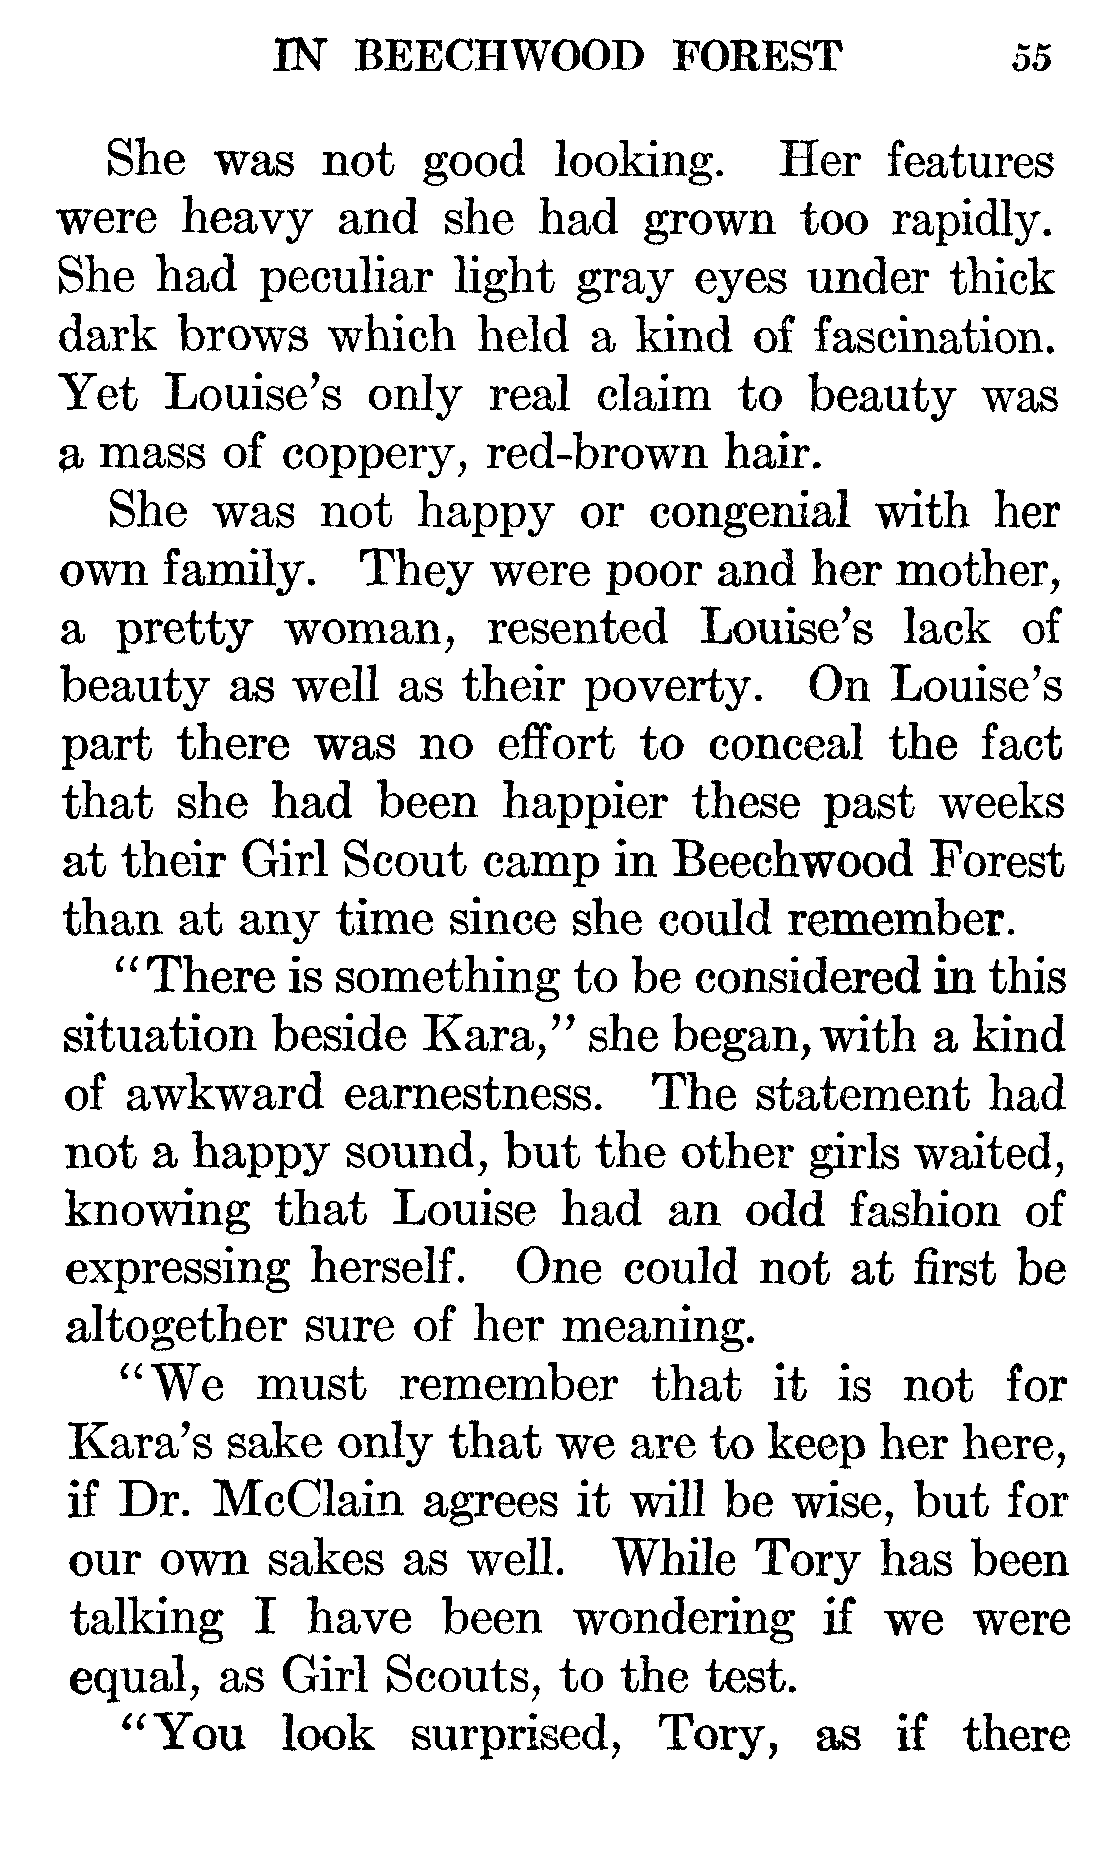 IN BEECHWOOD FOREST 55
She was not good looking. Her features
were heavy and she had grown too rapidly.
She had peculiar light gray eyes under thick
dark brows which held a kind of fascination.
Yet Louise's only real claim to beauty was
a mass of coppery, red-brown hair.
She was not happy or congenial with her
own family. They were poor and her mother,
a pretty woman, resented Louise's lack of
beauty as well as their poverty. On Louise's
part there was no effort to conceal the fact
that she had been happier these past weeks
at their Girl Scout camp in Beechwood Forest
than at any time since she could remember.
"There is something to be considered in this
situation beside Kara," she began, with a kind
of awkward earnestness. The statement had
not a happy sound, but the other girls waited,
knowing that Louise had an odd fashion of
expressing herself. One could not at first be
altogether sure of her meaning.
"We must remember that it is not for
Kara's sake only that we are to keep her here,
if Dr. McClain agrees it will be wise, but for
our own sakes as well. While Tory has been
talking I have been wondering if we were
equal, as Girl Scouts, to the test.
"You look surprised, Tory, as if there